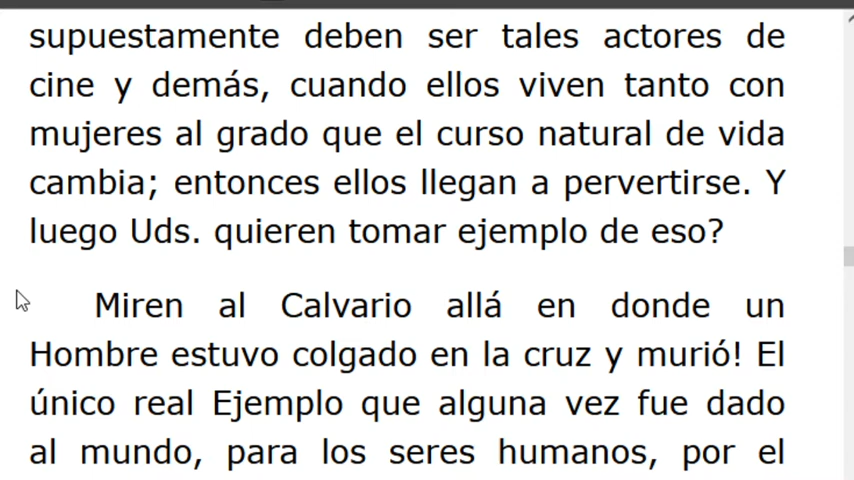 supuestamente deben ser tales actores de
cine y demás, cuando ellos viven tanto con
mujeres al grado que el curso natural de vida
cambia; entonces ellos llegan a pervertirse. Y
luego Uds. quieren tomar ejemplo de eso?
Miren al Calvario allá en donde un
Hombre estuvo colgado en la cruz y murió! El
único real Ejemplo que alguna vez fue dado
al mundo, para los seres humanos, por el